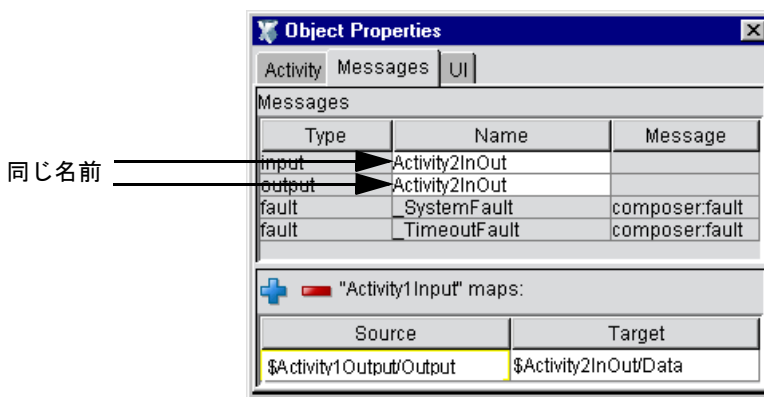 Object Properties
Activity Messages UI
Messages
Type Name Message
同じ名前
input Activity2InOut
output Activity2InOut
fault _SystemFault composer:fault
fault _TimeoutFault composer:fault
"Activity1Input" maps:
Source Target
$Activity1Output/Output $Activity2InOut/Data